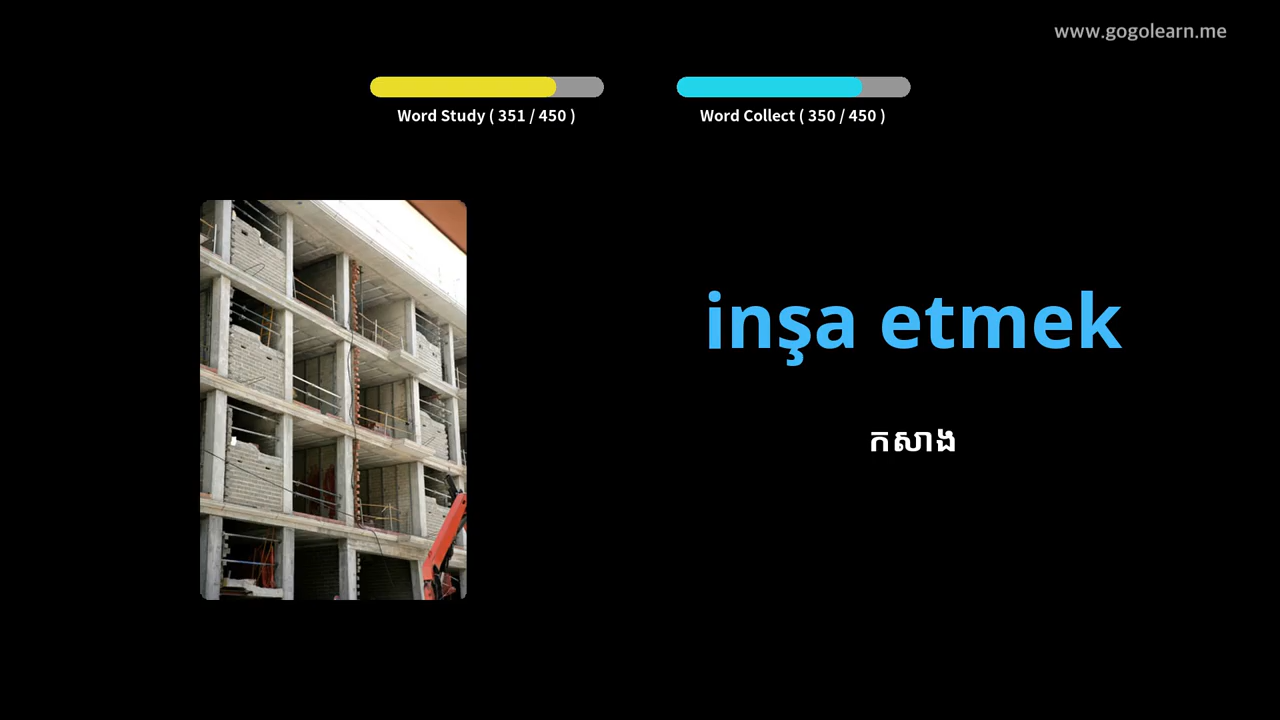 www.gogolearn.me
Word Study ( 351 / 450 )
Word Collect ( 350 / 450 )
inşa etmek
កសាង